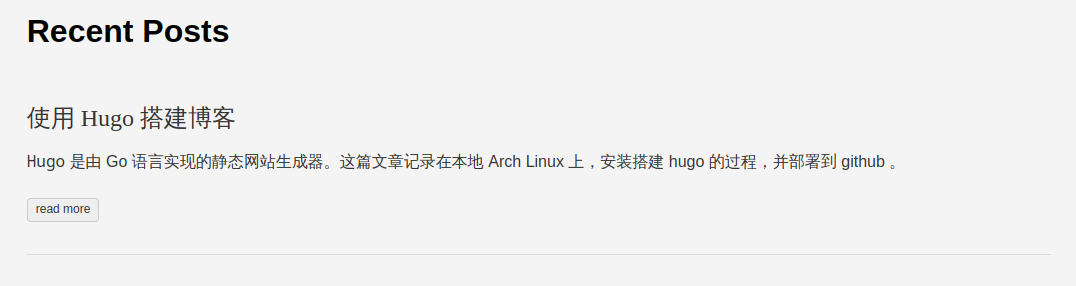 Recent Posts
使用 Hugo 搭建博客
Hugo 是由 Go 语言实现的静态网站生成器。这篇文章记录在本地 Arch Linux 上，安装搭建 hugo 的过程，并部署到 github 。
read more